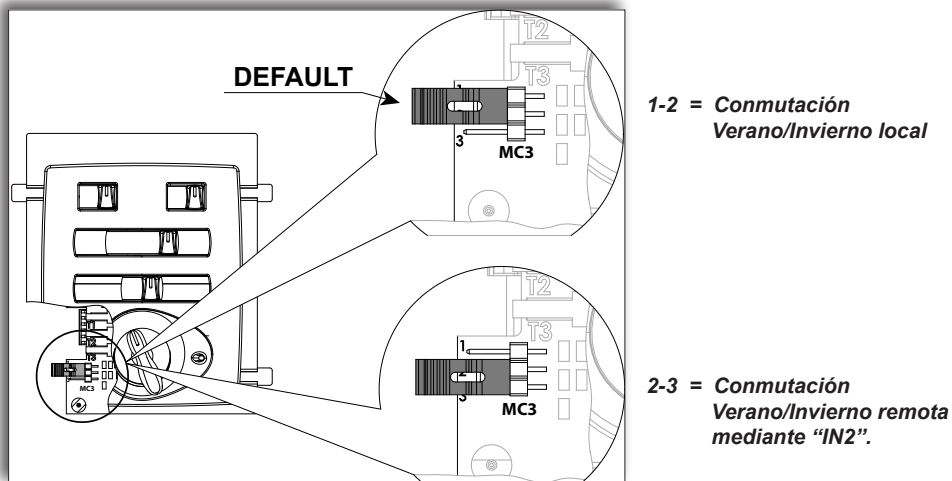 DEFAULT
T2
T3
1
3
MC3
1-2 = Conmutación
Verano/Invierno local
T2
T3
1
2
3
MC3
2-3 = Conmutación
Verano/Invierno remota
mediante “IN2”.
T2
T3
MC3